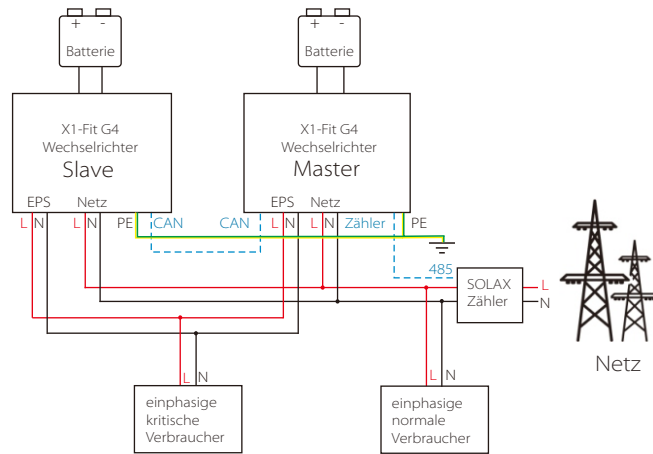 + -
Batterie
+ -
Batterie
X1-Fit G4
Wechselrichter
Slave
X1-Fit G4
Wechselrichter
Master
EPS Netz
EPS Netz
L N L N PE CAN
CAN L N L N Zähler PE
485
SOLAX
Zähler
L
N
Netz
L N
L N
einphasige
kritische
Verbraucher
einphasige
normale
Verbraucher